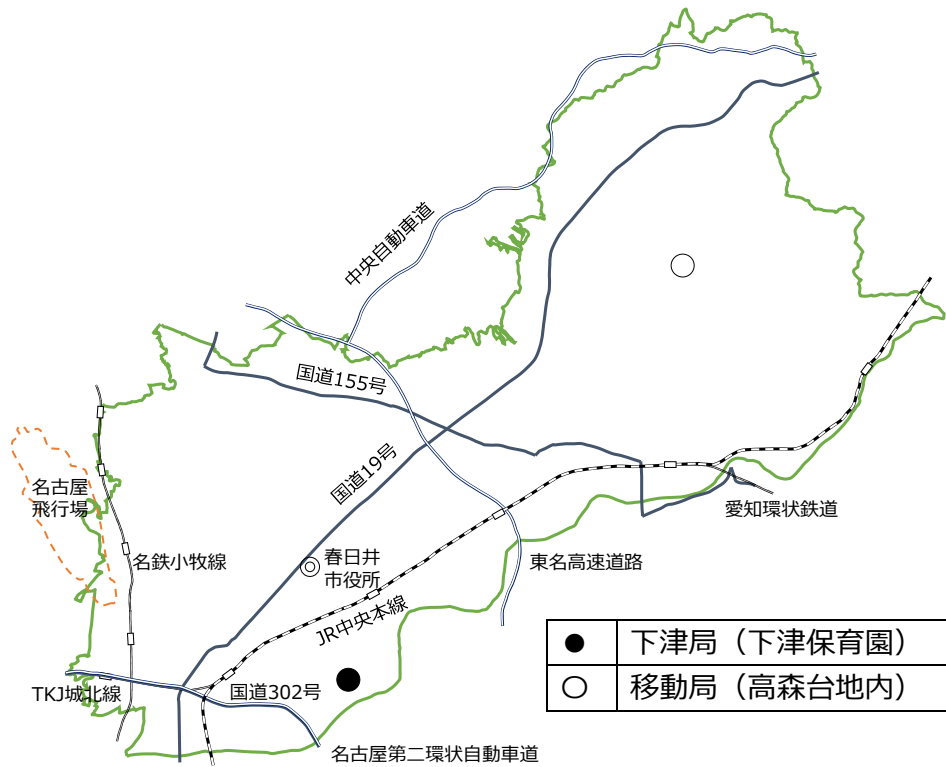 中央自動車道
国道155号
国道19号
名古屋
飛行場
名鉄小牧線
春日井
市役所
JR中央本線
東名高速道路
愛知環状鉄道
TKJ城北線
国道302号
名古屋第二環状自動車道
● 下津局（下津保育園）
○ 移動局（高森台地内）